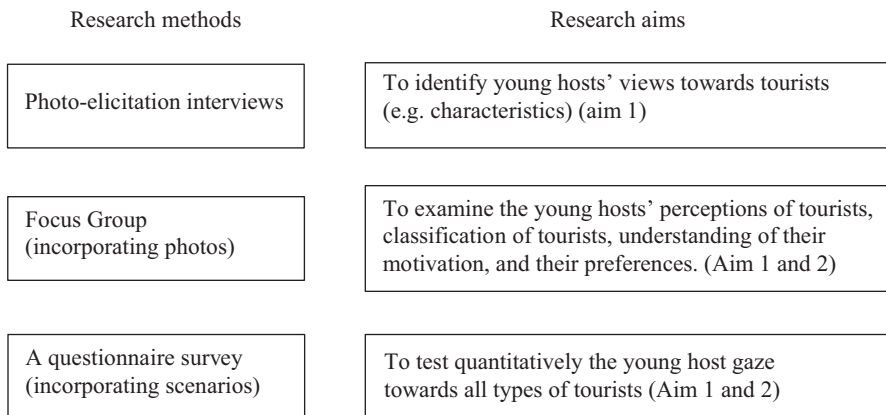 Research methods
Research aims
Photo-elicitation interviews
To identify young hosts’ views towards tourists
(e.g. characteristics) (aim 1)
Focus Group
(incorporating photos)
To examine the young hosts’ perceptions of tourists,
classification of tourists, understanding of their
motivation, and their preferences. (Aim 1 and 2)
A questionnaire survey
(incorporating scenarios)
To test quantitatively the young host gaze
towards all types of tourists (Aim 1 and 2)